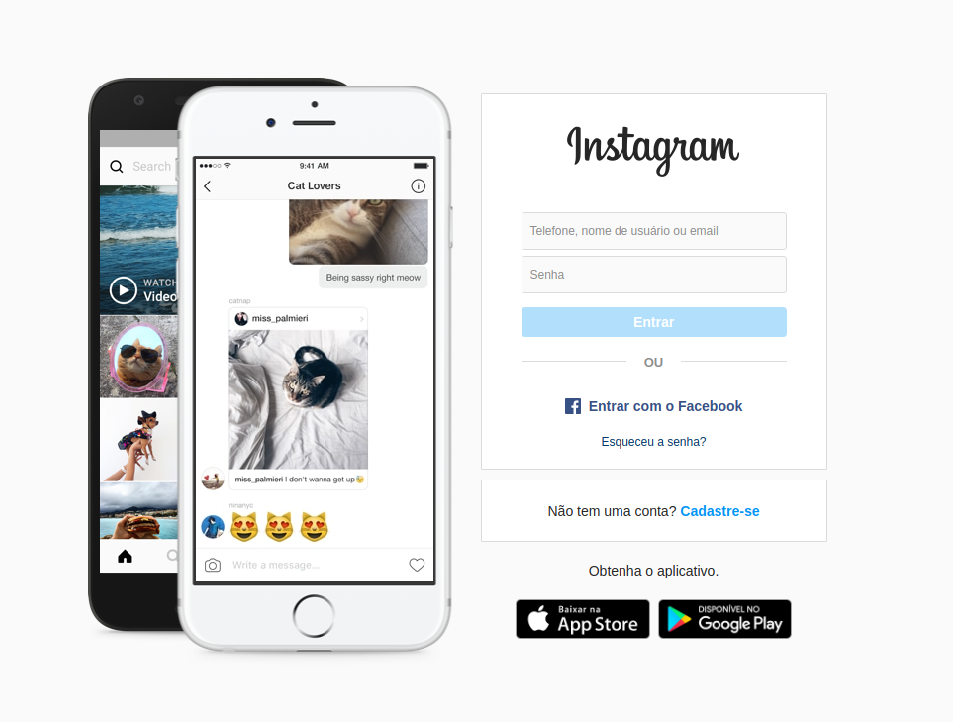 Search
WATCH
Video
9:41 AM
Cat Lovers
Being sassy right meow
catnap
miss_palmieri
miss_palmieri I don't wanna get up
ninanyc
Write a message...
Instagram
Telefone, nome de usuário ou email
Senha
Entrar
OU
Entrar com o Facebook
Esqueceu a senha?
Não tem uma conta? Cadastre-se
Obtenha o aplicativo.
Baixar na
App Store
DISPONÍVEL NO
Google Play